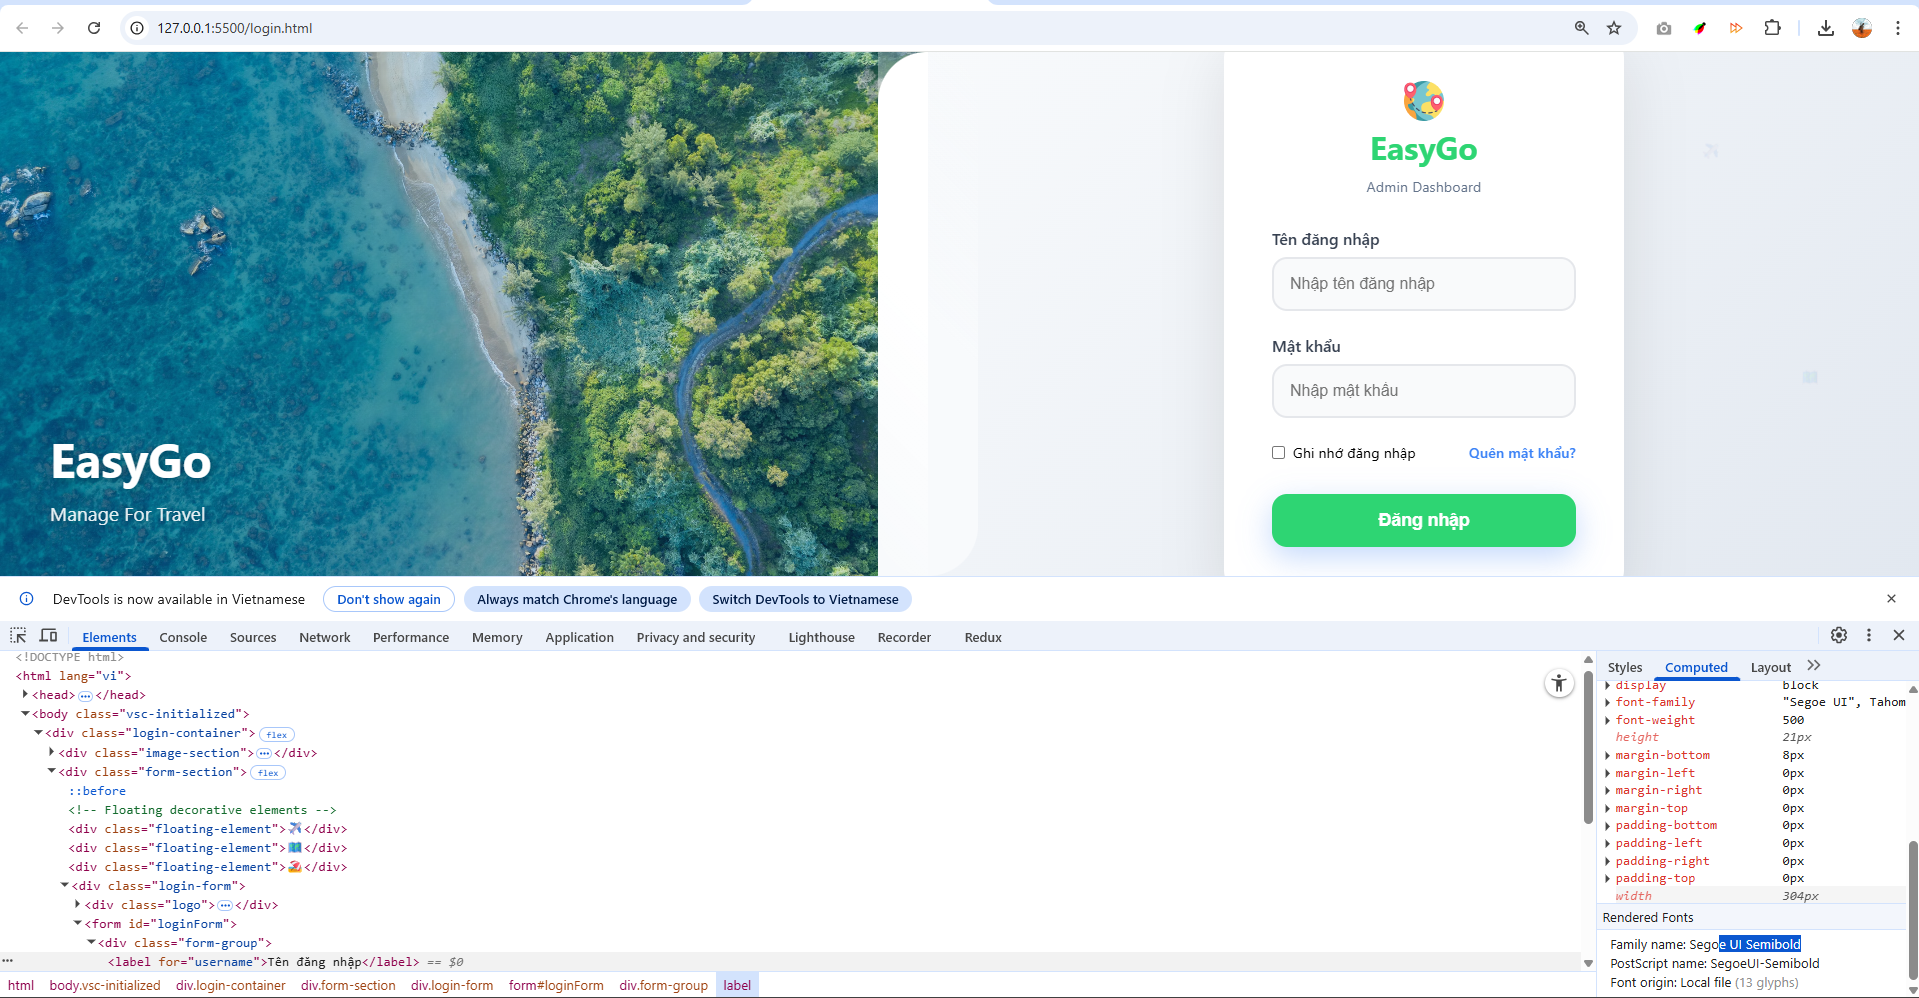 127.0.0.1:5500/login.html
EasyGo
Manage For Travel
EasyGo
Admin Dashboard
Tên đăng nhập
Nhập tên đăng nhập
Mật khẩu
Nhập mật khẩu
Ghi nhớ đăng nhập
Quên mật khẩu?
Đăng nhập
DevTools is now available in Vietnamese
Don't show again
Always match Chrome's language
Switch DevTools to Vietnamese
Elements
Console
Sources
Network
Performance
Memory
Application
Privacy and security
Lighthouse
Recorder
Redux
<!DOCTYPE html>
<html lang="vi">
<head>…</head>
<body class="vsc-initialized">
<div class="login-container"> flex
<div class="image-section">…</div>
<div class="form-section"> flex
::before
<!-- Floating decorative elements -->
<div class="floating-element">✈️</div>
<div class="floating-element">🗺️</div>
<div class="floating-element">🏖️</div>
<div class="login-form">
<div class="logo">…</div>
<form id="loginForm">
<div class="form-group">
<label for="username">Tên đăng nhập</label> == $0
html
body.vsc-initialized
div.login-container
div.form-section
div.login-form
form#loginForm
div.form-group
label
Styles
Computed
Layout
display block
font-family "Segoe UI", Tahom
font-weight 500
height 21px
margin-bottom 8px
margin-left 0px
margin-right 0px
margin-top 0px
padding-bottom 0px
padding-left 0px
padding-right 0px
padding-top 0px
width 304px
Rendered Fonts
Family name: Segoe UI Semibold
PostScript name: SegoeUI-Semibold
Font origin: Local file (13 glyphs)